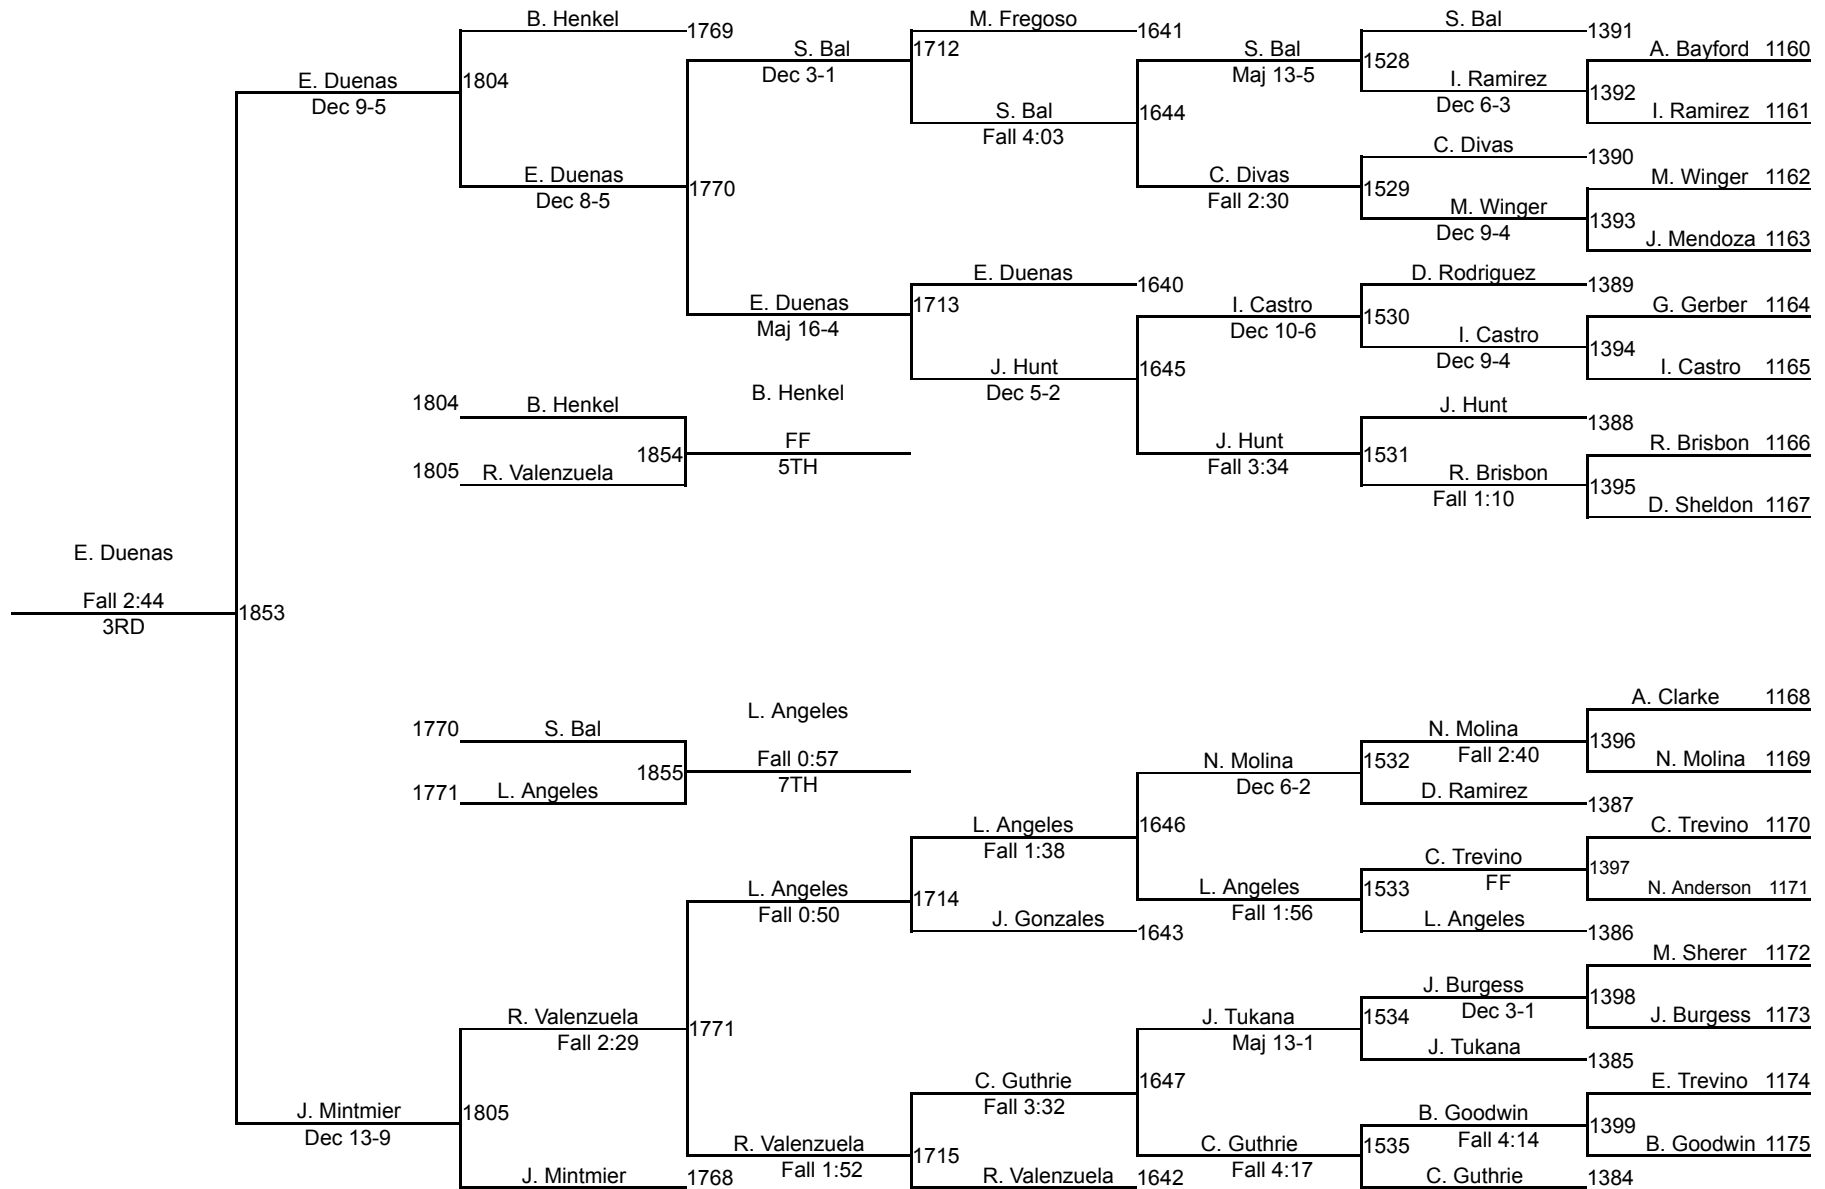 B. Henkel
1769
M. Fregoso
1641
S. Bal
1391
S. Bal
Dec 3-1
1712
S. Bal
Maj 13-5
1528
A. Bayford 1160
E. Duenas
Dec 9-5
1804
I. Ramirez
Dec 6-3
1392
I. Ramirez 1161
S. Bal
Fall 4:03
1644
C. Divas
1390
E. Duenas
Dec 8-5
1770
C. Divas
Fall 2:30
1529
M. Winger 1162
M. Winger
Dec 9-4
1393
J. Mendoza 1163
E. Duenas
1640
D. Rodriguez
1389
E. Duenas
Maj 16-4
1713
I. Castro
Dec 10-6
1530
G. Gerber 1164
I. Castro
Dec 9-4
1394
I. Castro 1165
J. Hunt
Dec 5-2
1645
B. Henkel
1804
B. Henkel
J. Hunt
1388
1854
FF
5TH
J. Hunt
Fall 3:34
1531
R. Brisbon 1166
1805
R. Valenzuela
R. Brisbon
Fall 1:10
1395
D. Sheldon 1167
E. Duenas
Fall 2:44
3RD
1853
A. Clarke 1168
L. Angeles
1770
S. Bal
N. Molina
Fall 2:40
1396
1855
Fall 0:57
7TH
N. Molina
Dec 6-2
1532
N. Molina 1169
1771
L. Angeles
D. Ramirez
1387
L. Angeles
Fall 1:38
1646
C. Trevino 1170
C. Trevino
FF
1397
L. Angeles
Fall 0:50
1714
L. Angeles
Fall 1:56
1533
N. Anderson 1171
J. Gonzales
1643
L. Angeles
1386
M. Sherer 1172
J. Burgess
Dec 3-1
1398
R. Valenzuela
Fall 2:29
1771
J. Tukana
Maj 13-1
1534
J. Burgess 1173
J. Tukana
1385
C. Guthrie
Fall 3:32
1647
E. Trevino 1174
J. Mintmier
Dec 13-9
1805
B. Goodwin
Fall 4:14
1399
R. Valenzuela
Fall 1:52
1715
C. Guthrie
Fall 4:17
1535
B. Goodwin 1175
J. Mintmier
1768
R. Valenzuela
1642
C. Guthrie
1384